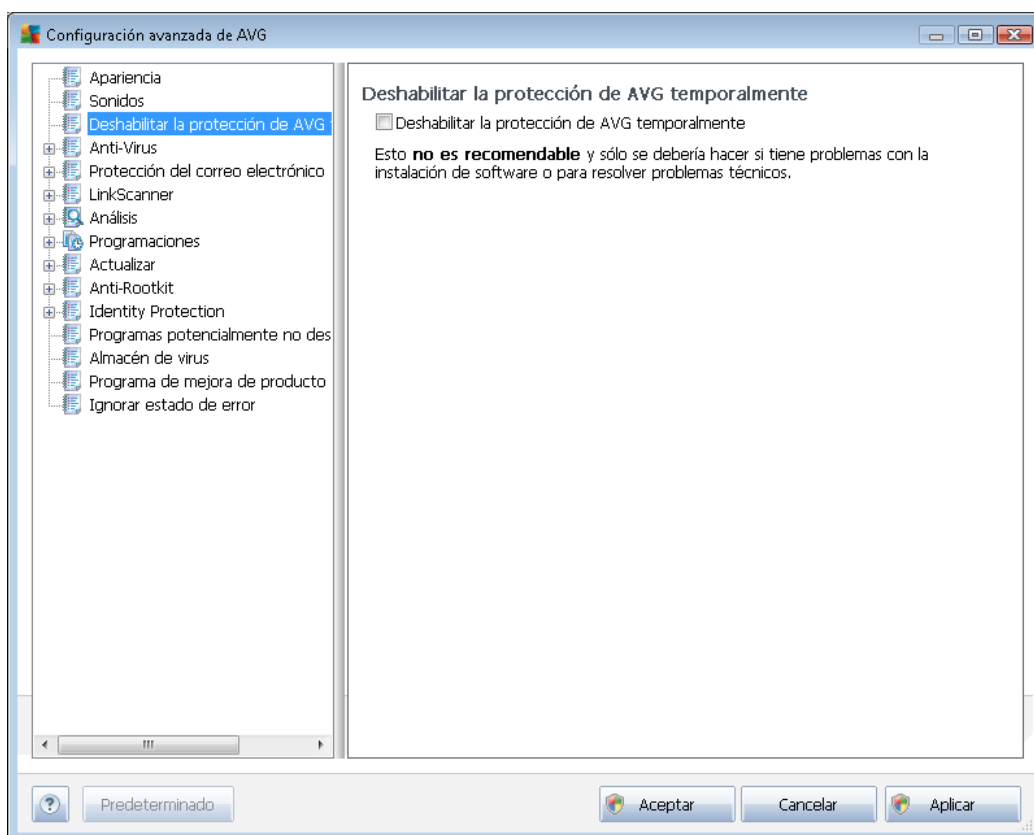 Configuración avanzada de AVG
Apariencia
Sonidos
Deshabilitar la protección de AVG
Anti-Virus
Protección del correo electrónico
LinkScanner
Análisis
Programaciones
Actualizar
Anti-Rootkit
Identity Protection
Programas potencialmente no des
Almacén de virus
Programa de mejora de producto
Ignorar estado de error
Deshabilitar la protección de AVG temporalmente
Deshabilitar la protección de AVG temporalmente
Esto no es recomendable y sólo se debería hacer si tiene problemas con la
instalación de software o para resolver problemas técnicos.
?
Predeterminado
Aceptar
Cancelar
Aplicar